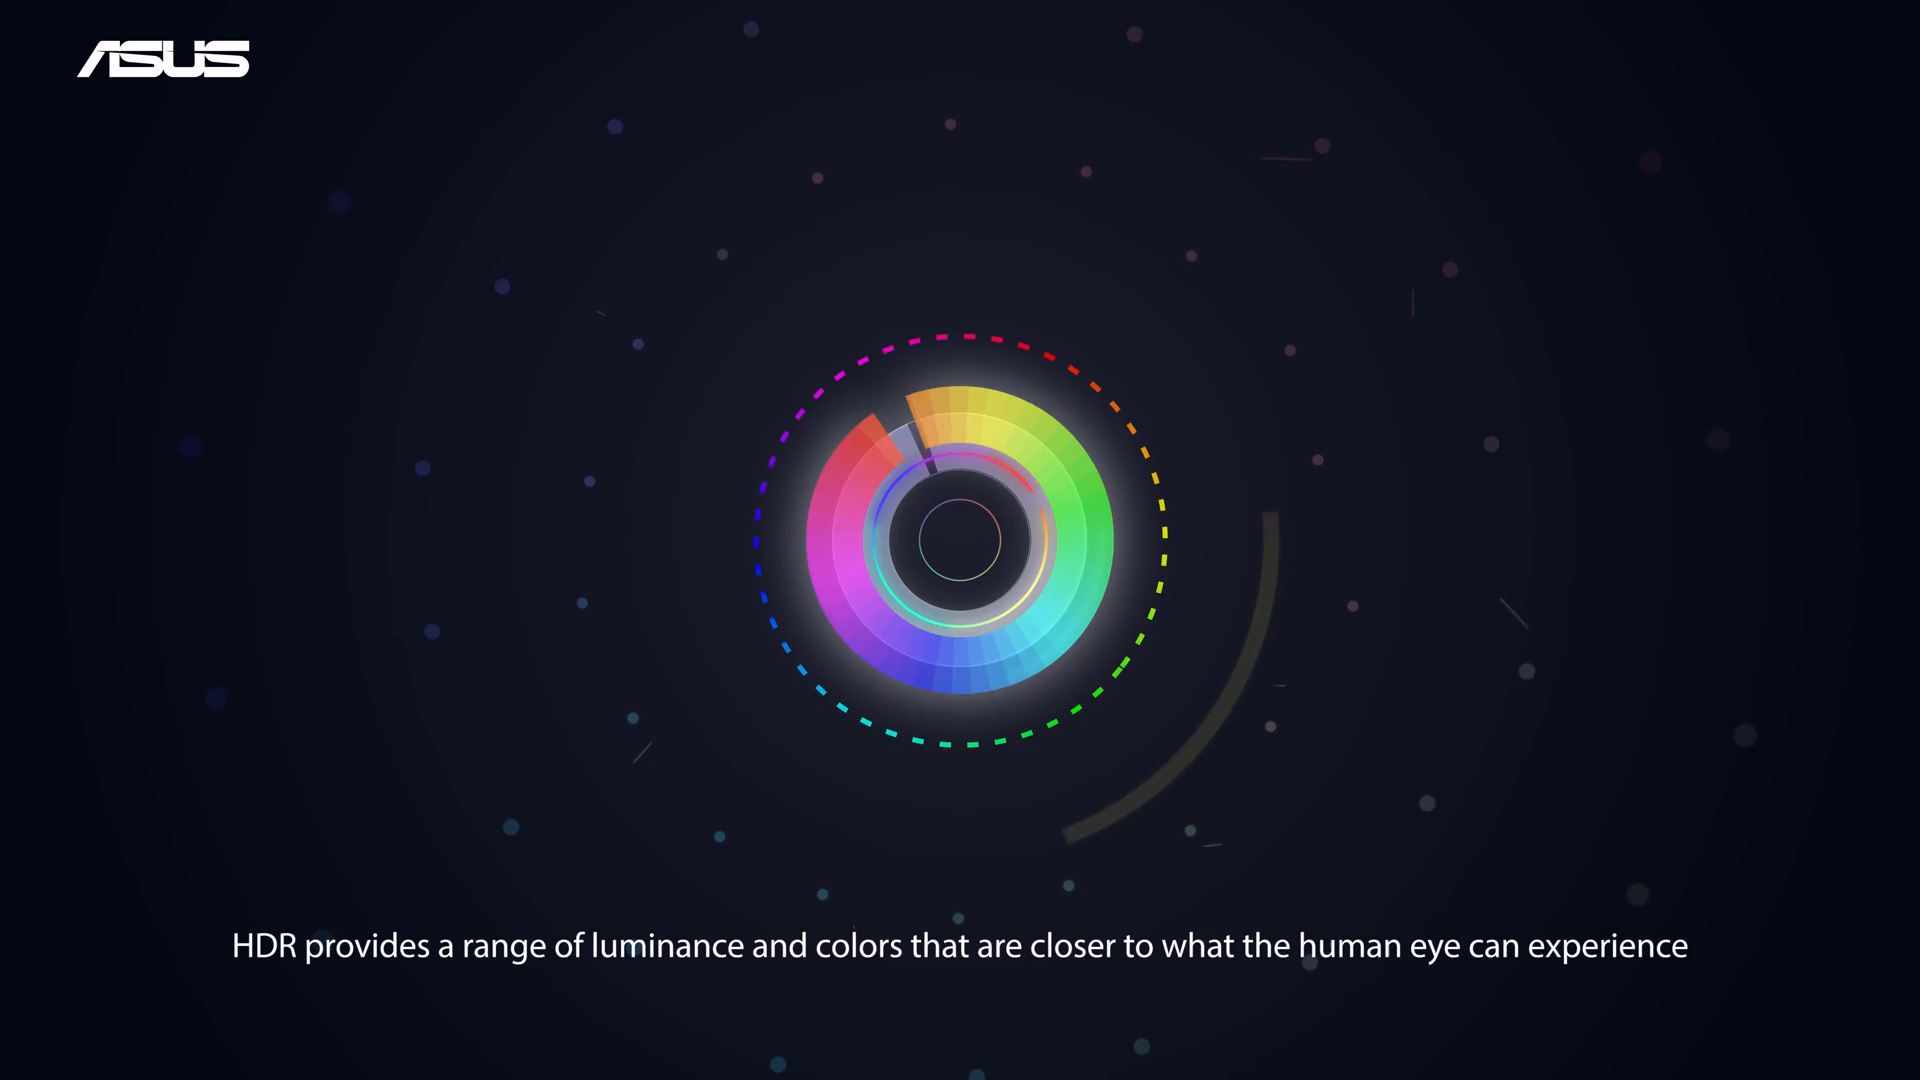 ASUS
HDR provides a range of luminance and colors that are closer to what the human eye can experience